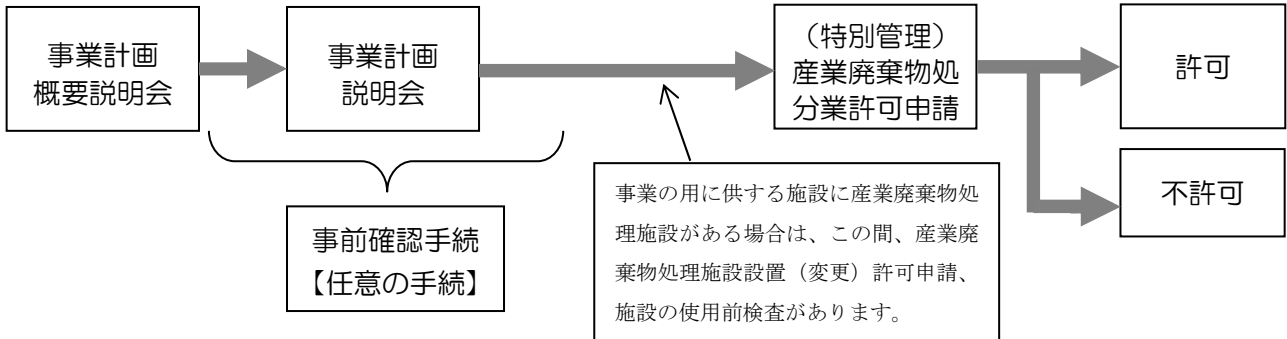 事業計画
概要説明会
事業計画
説明会
（特別管理）
産業廃棄物処
分業許可申請
許可
不許可
事前確認手続
【任意の手続】
事業の用に供する施設に産業廃棄物処
理施設がある場合は、この間、産業廃
棄物処理施設設置（変更）許可申請、
施設の使用前検査があります。